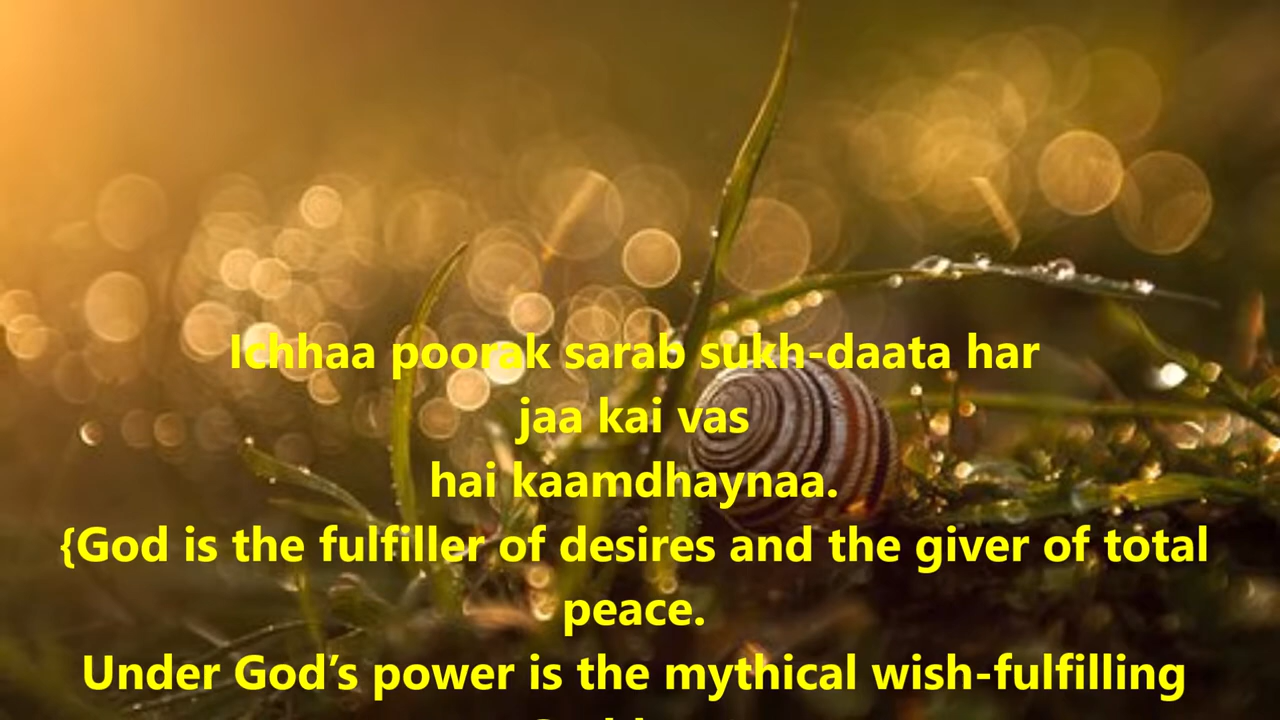 Ichhaa poorak sarab sukh-daata har
jaa kai vas
hai kaamdhaynaa.
{God is the fulfiller of desires and the giver of total
peace.
Under God’s power is the mythical wish-fulfilling